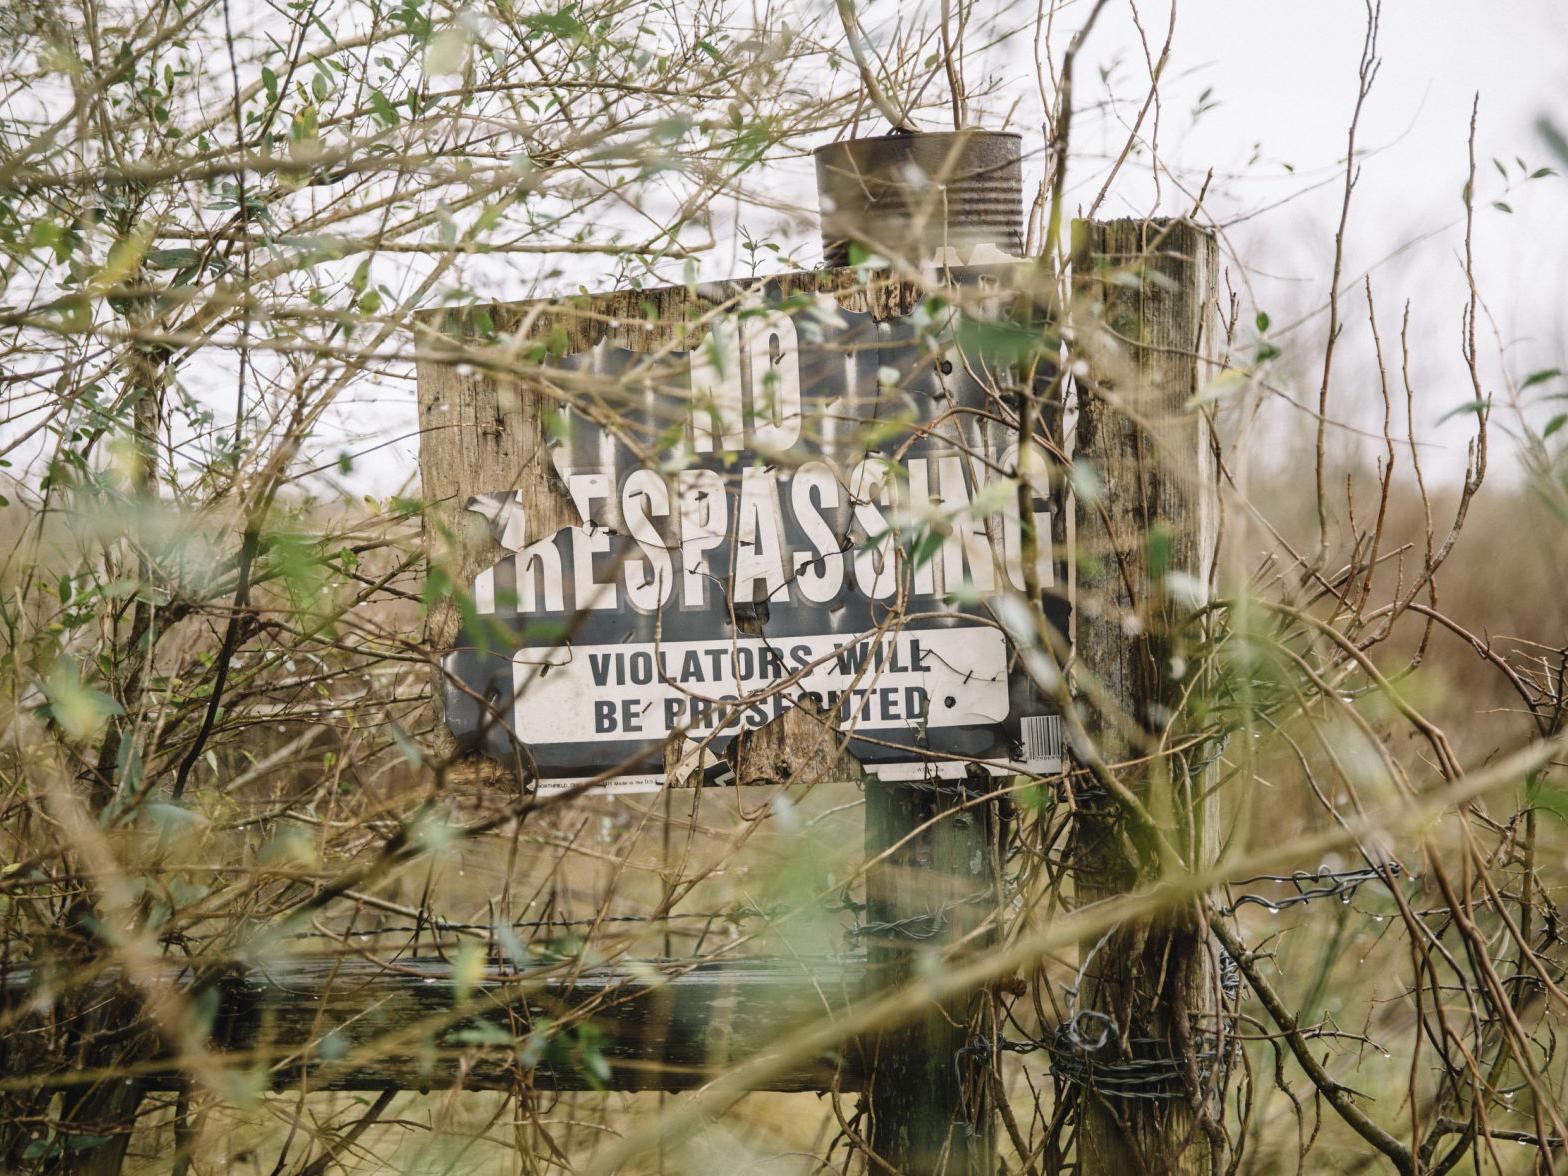 NO
TRESPASSING
VIOLATORS WILL
BE PROSECUTED